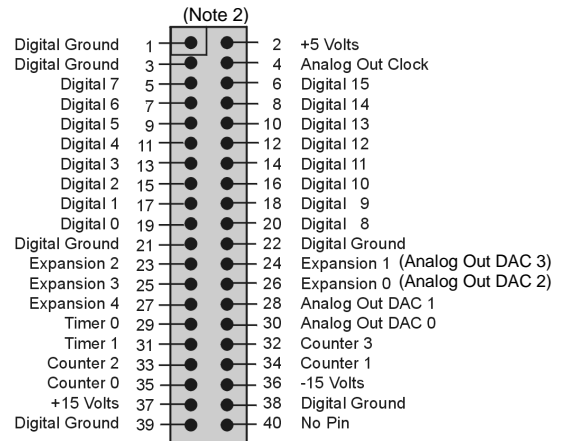 (Note 2)
Digital Ground 1 2 +5 Volts
Digital Ground 3 4 Analog Out Clock
Digital 7 5 6 Digital 15
Digital 6 7 8 Digital 14
Digital 5 9 10 Digital 13
Digital 4 11 12 Digital 12
Digital 3 13 14 Digital 11
Digital 2 15 16 Digital 10
Digital 1 17 18 Digital 9
Digital 0 19 20 Digital 8
Digital Ground 21 22 Digital Ground
Expansion 2 23 24 Expansion 1 (Analog Out DAC 3)
Expansion 3 25 26 Expansion 0 (Analog Out DAC 2)
Expansion 4 27 28 Analog Out DAC 1
Timer 0 29 30 Analog Out DAC 0
Timer 1 31 32 Counter 3
Counter 2 33 34 Counter 1
Counter 0 35 36 -15 Volts
+15 Volts 37 38 Digital Ground
Digital Ground 39 40 No Pin